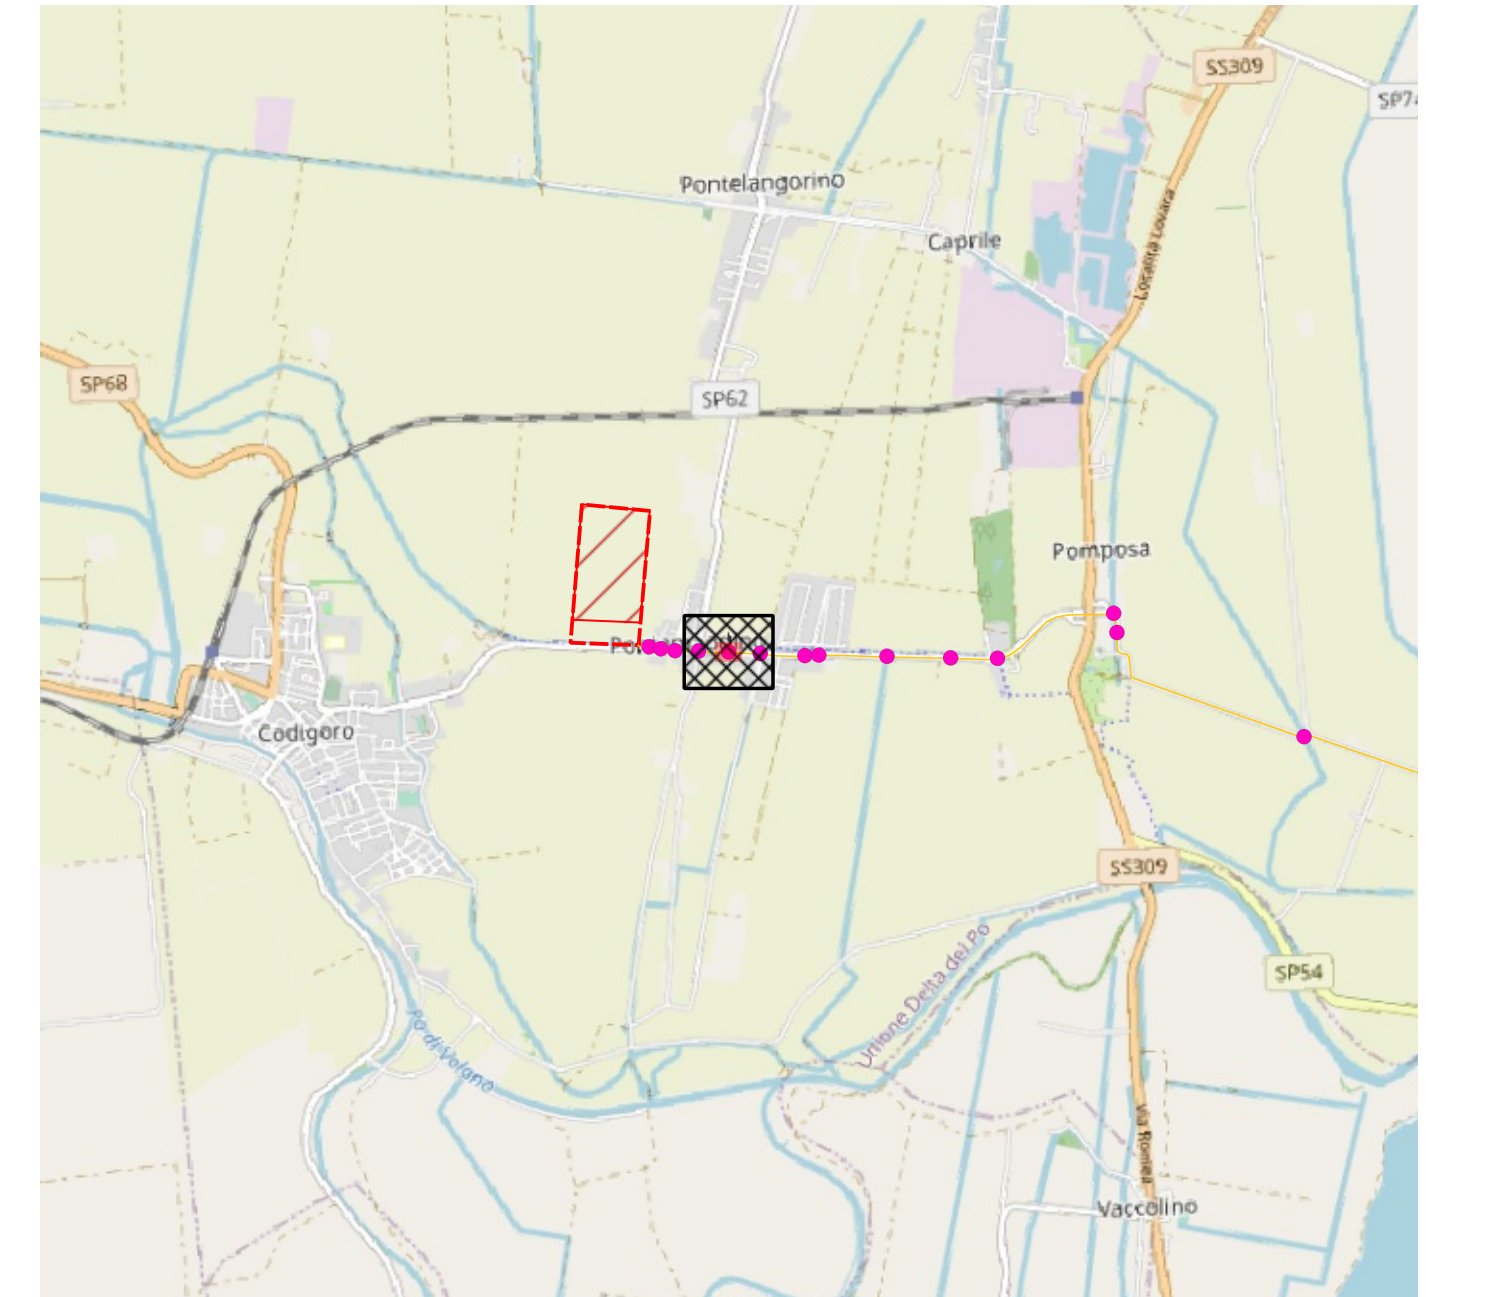 SS309
SP74
Pontelangorino
Caprile
Località Lovara
SP68
SP62
Pomposa
Codigoro
SS309
Unione Delta del Po
SP54
Po di Volano
Via Romea
Vaccolino